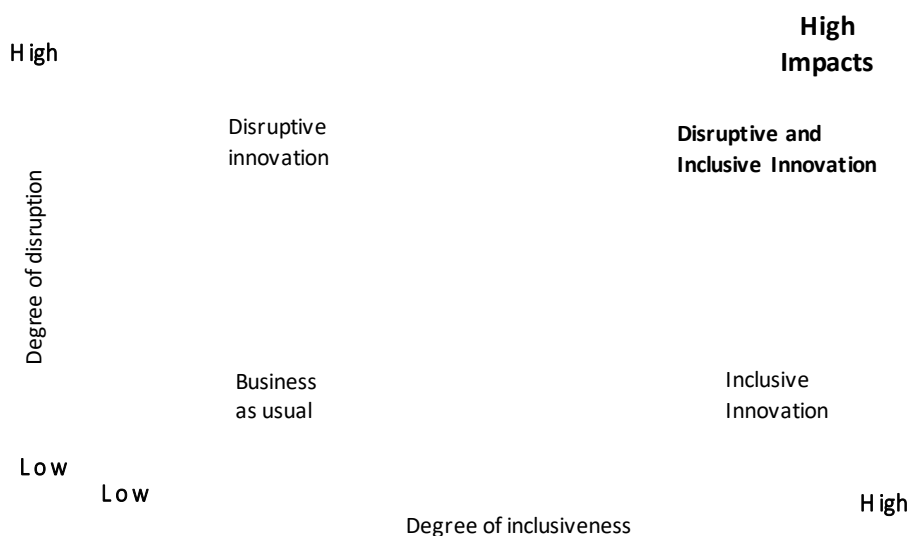 High
High
Impacts
Disruptive
innovation
Disruptive and
Inclusive Innovation
Degree of disruption
Business
as usual
Inclusive
Innovation
Low
Low
High
Degree of inclusiveness